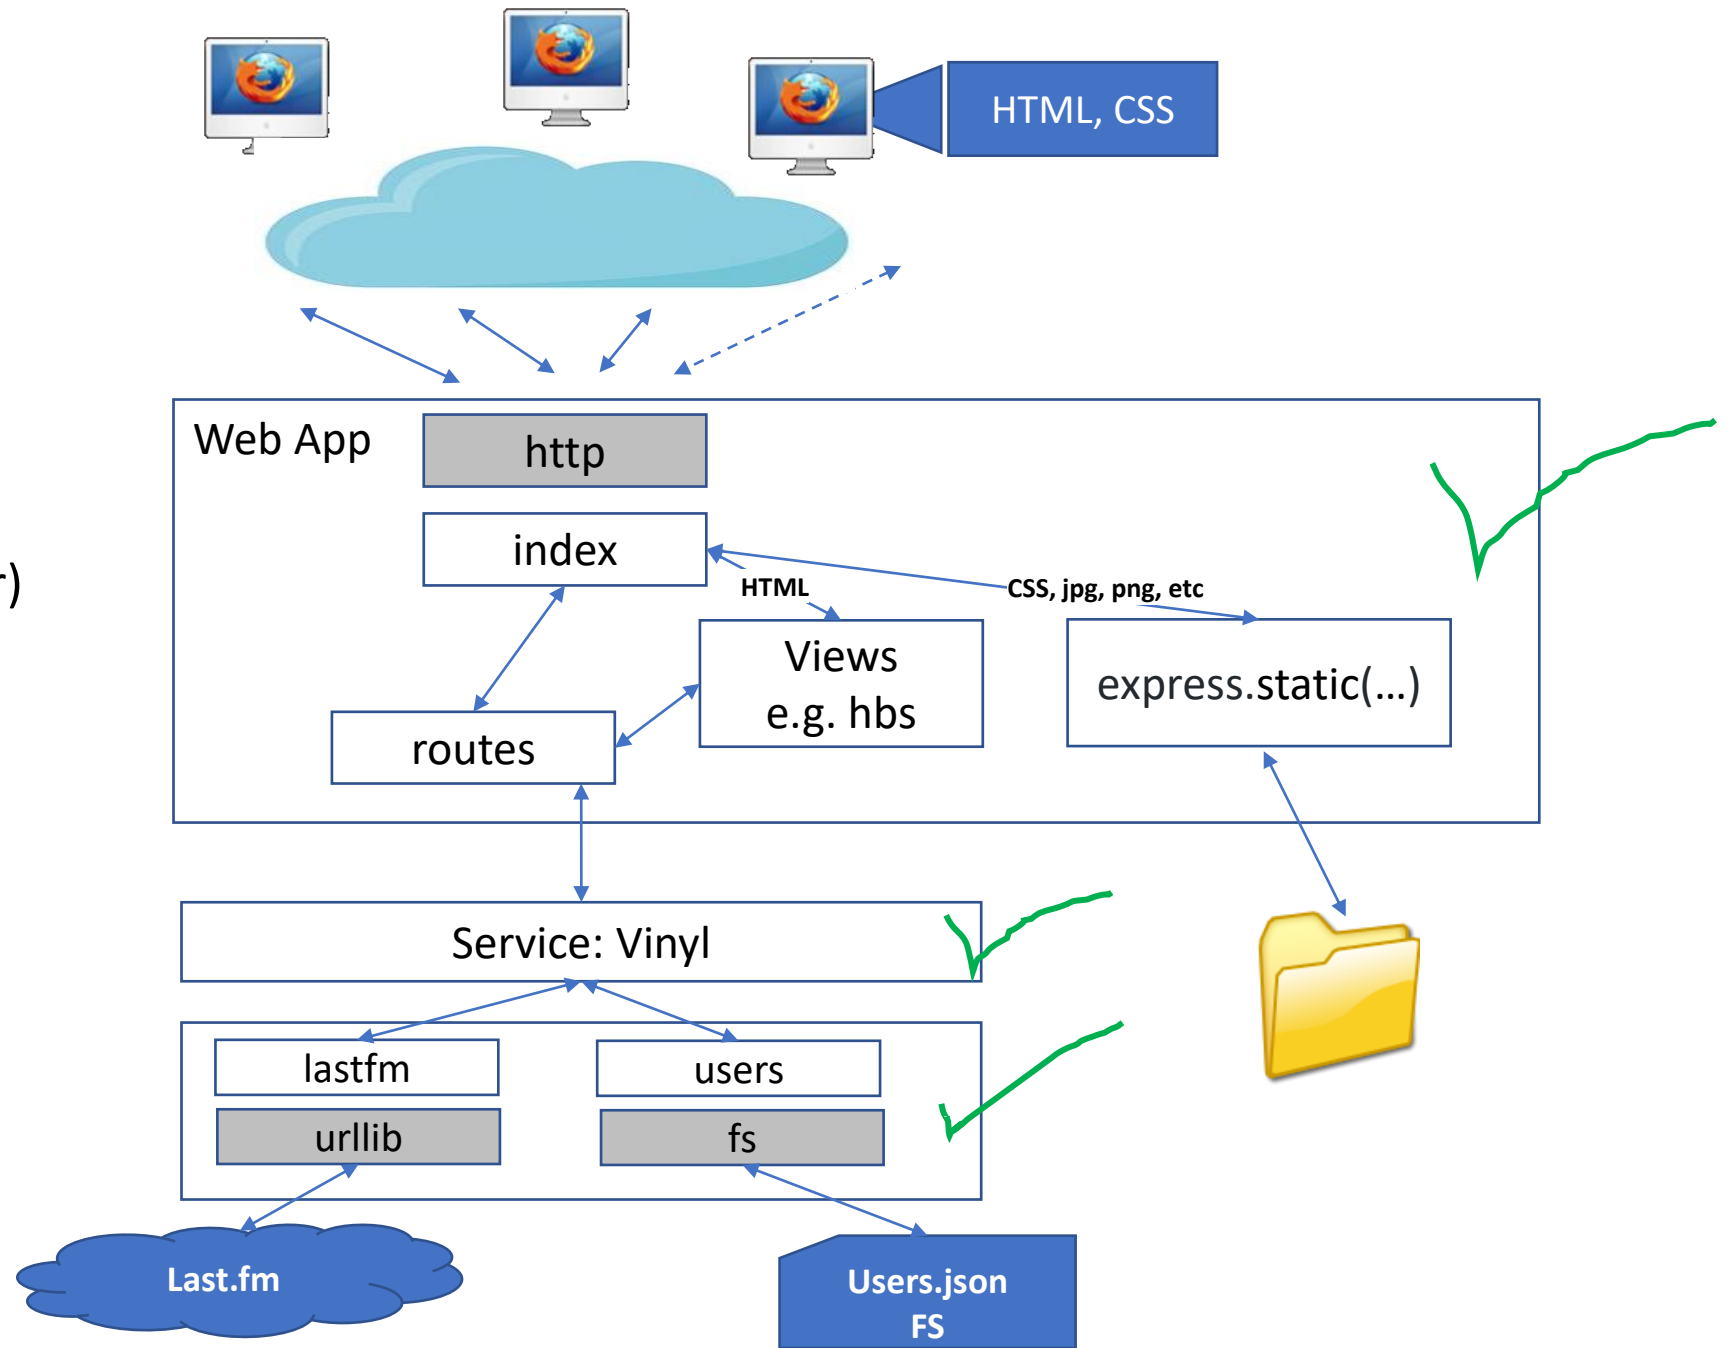 HTML, CSS
Web App
http
index
HTML
CSS, jpg, png, etc
r)
Views
e.g. hbs
express.static(...)
routes
Service: Vinyl
lastfm
users
urllib
fs
Last.fm
Users.json
FS